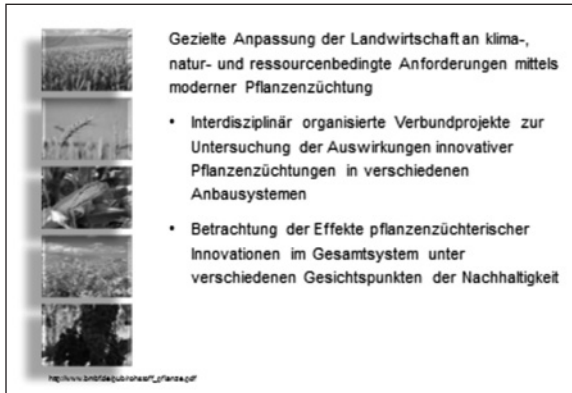 Gezielte Anpassung der Landwirtschaft an klima-,
natur- und ressourcenbedingte Anforderungen mittels
moderner Pflanzenzüchtung
• Interdisziplinär organisierte Verbundprojekte zur
Untersuchung der Auswirkungen innovativer
Pflanzenzüchtungen in verschiedenen
Anbausystemen
• Betrachtung der Effekte pflanzenzüchterischer
Innovationen im Gesamtsystem unter
verschiedenen Gesichtspunkten der Nachhaltigkeit